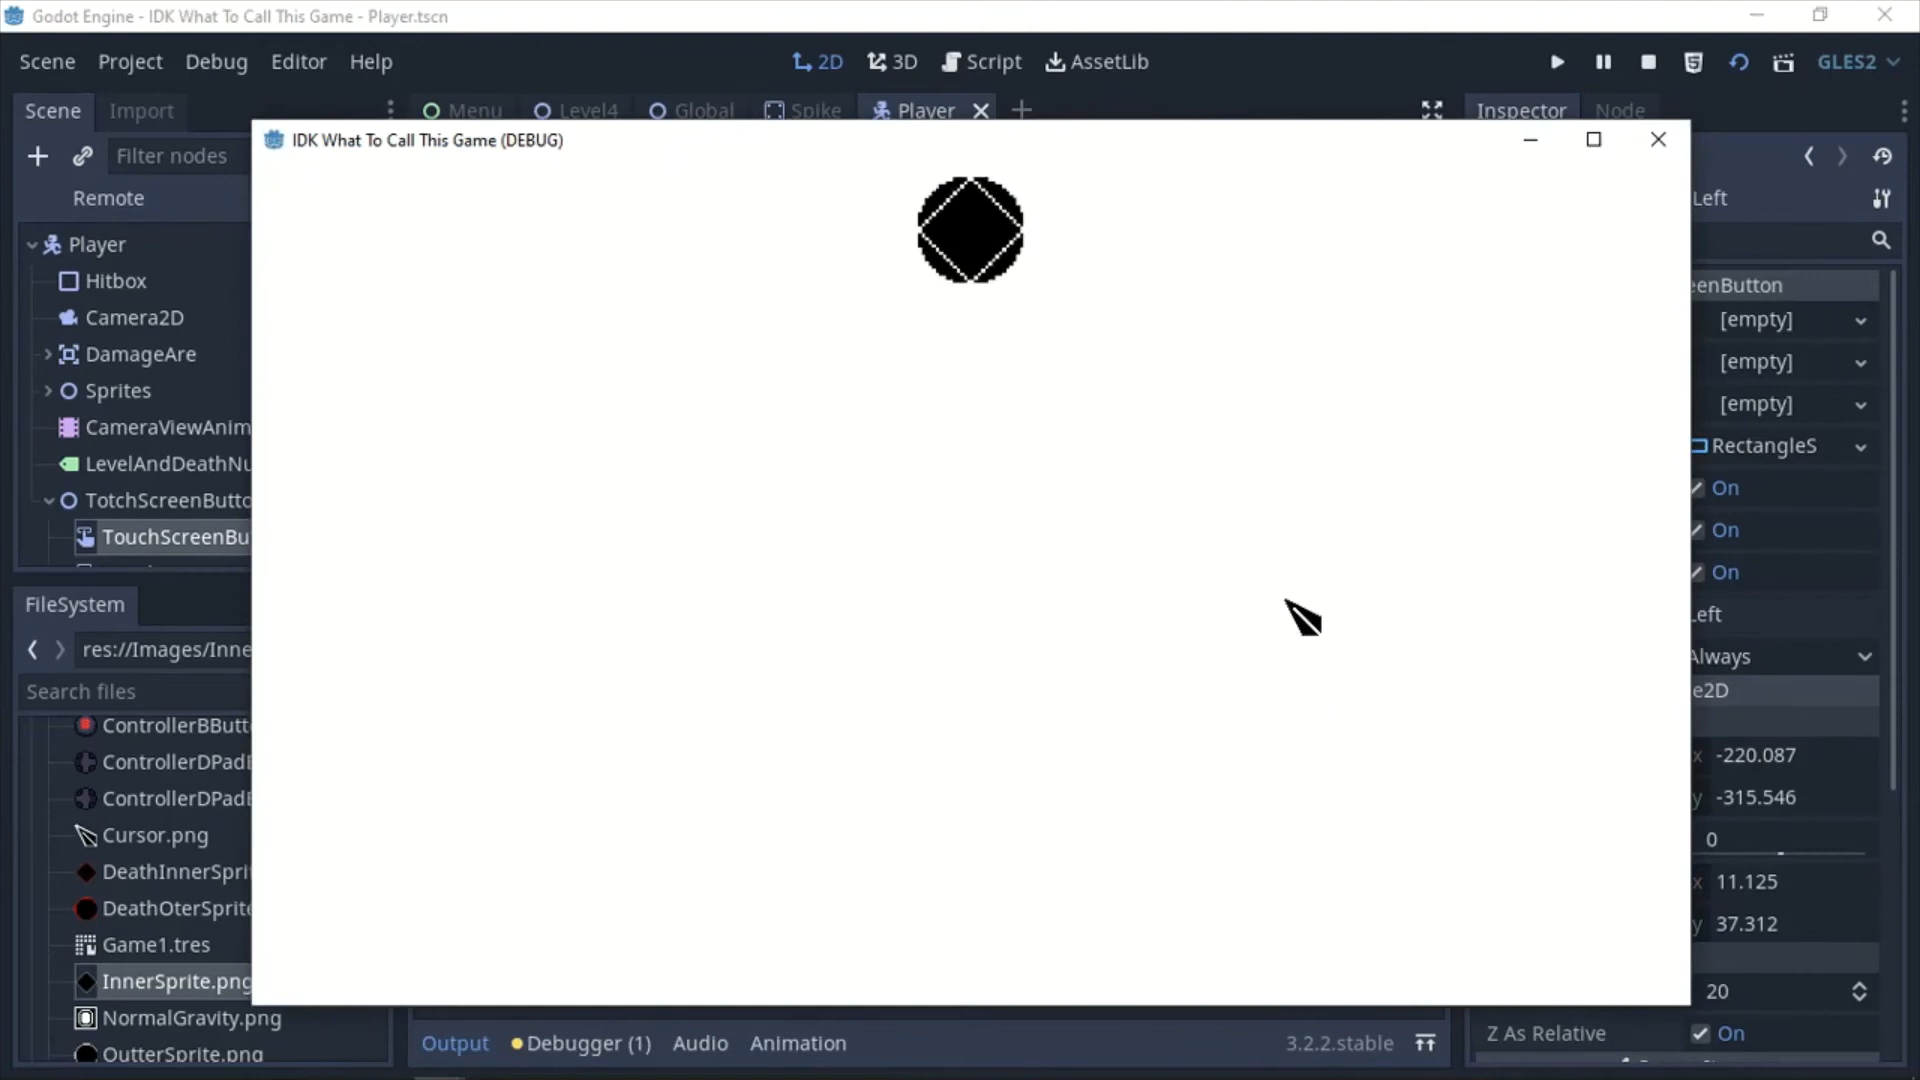 Godot Engine - IDK What To Call This Game - Player.tscn
Scene Project Debug Editor Help
2D 3D Script AssetLib
GLES2
Scene Import
Menu Level4 Global Spike Player
Inspector Node
IDK What To Call This Game (DEBUG)
Filter nodes
Remote
Left
Player
Hitbox
Camera2D
DamageAre
Sprites
CameraViewAnim
LevelAndDeathNu
TotchScreenButto
TouchScreenBu
enButton
[empty]
[empty]
[empty]
RectangleS
On
On
On
Left
Always
e2D
x -220.087
y -315.546
0
x 11.125
y 37.312
20
Z As Relative On
FileSystem
res://Images/Inne
Search files
ControllerBButt
ControllerDPadB
ControllerDPadB
Cursor.png
DeathInnerSpri
DeathOterSprite
Game1.tres
InnerSprite.png
NormalGravity.png
OutterSprite.png
Output Debugger (1) Audio Animation 3.2.2.stable